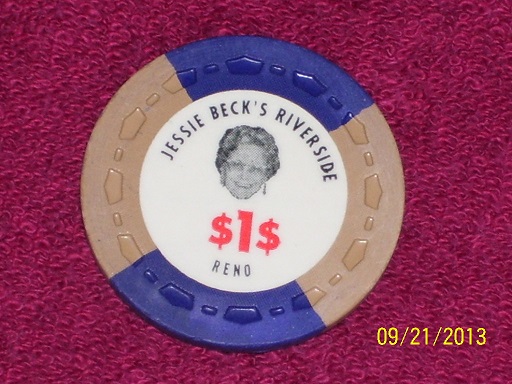 JESSIE BECK'S RIVERSIDE
$1$
RENO
09/21/2013